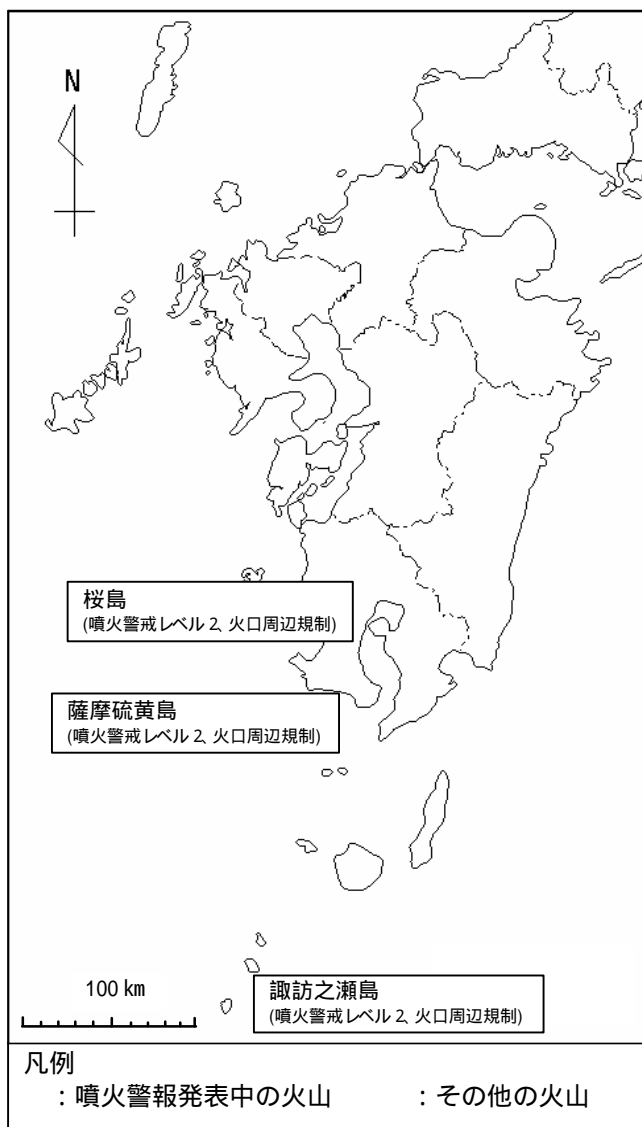 N
桜島
(噴火警戒レベル2、火口周辺規制)
薩摩硫黄島
(噴火警戒レベル2、火口周辺規制)
諏訪之瀬島
(噴火警戒レベル2、火口周辺規制)
100 km
凡例
：噴火警報発表中の火山　　：その他の火山